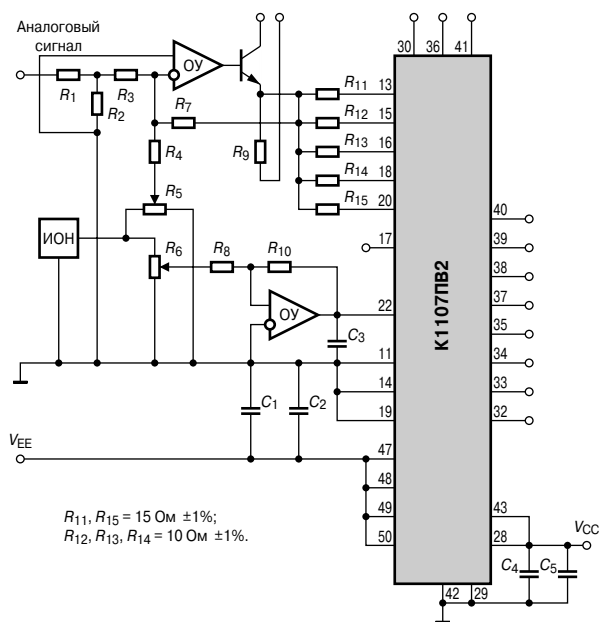 Аналоговый
сигнал
ОУ
R1
R3
R2
R7
R4
R5
R9
ИОН
R6
R8
R10
ОУ
C3
C1
C2
VEE
R11
R12
R13
R14
R15
13
15
16
18
20
17
22
11
14
19
47
48
49
50
30
36
41
К1107ПВ2
40
39
38
37
35
34
33
32
43
28
VCC
C4
C5
42
29
R11, R15 = 15 Ом ±1%;
R12, R13, R14 = 10 Ом ±1%.